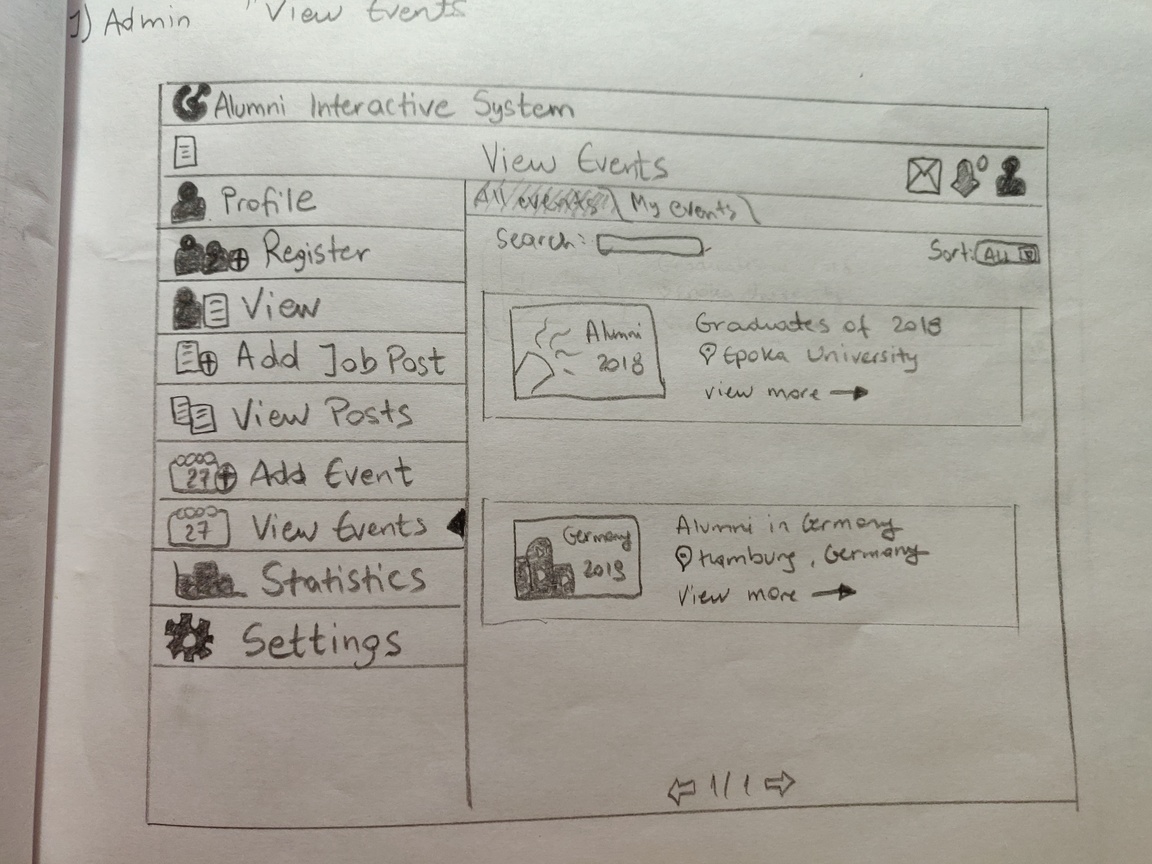 1) Admin "View Events
Alumni Interactive System
View Events
Profile
Register
View
Add Job Post
View Posts
27 Add Event
27 View Events
Statistics
Settings
All events My events
Search: Sort: All
Alumni
2018
Graduates of 2018
Epoka University
view more →
Germany
2019
Alumni in Germany
Hamburg, Germany
View more →
1/1